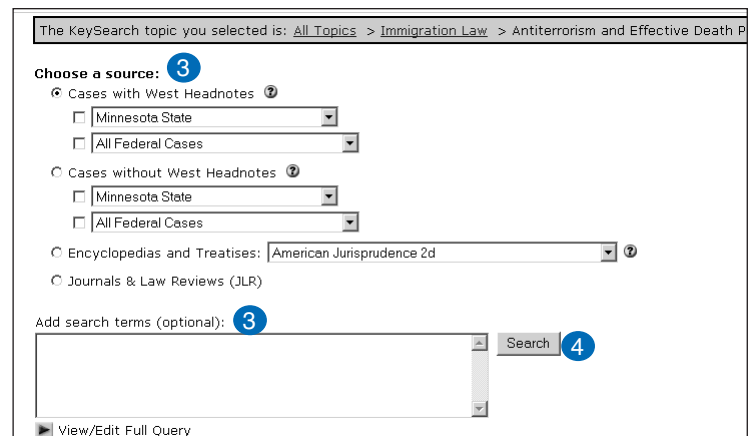 The KeySearch topic you selected is: All Topics > Immigration Law > Antiterrorism and Effective Death P
Choose a source: 3
Cases with West Headnotes ?
Minnesota State
All Federal Cases
Cases without West Headnotes ?
Minnesota State
All Federal Cases
Encyclopedias and Treatises: American Jurisprudence 2d ?
Journals & Law Reviews (JLR)
Add search terms (optional): 3
Search 4
View/Edit Full Query